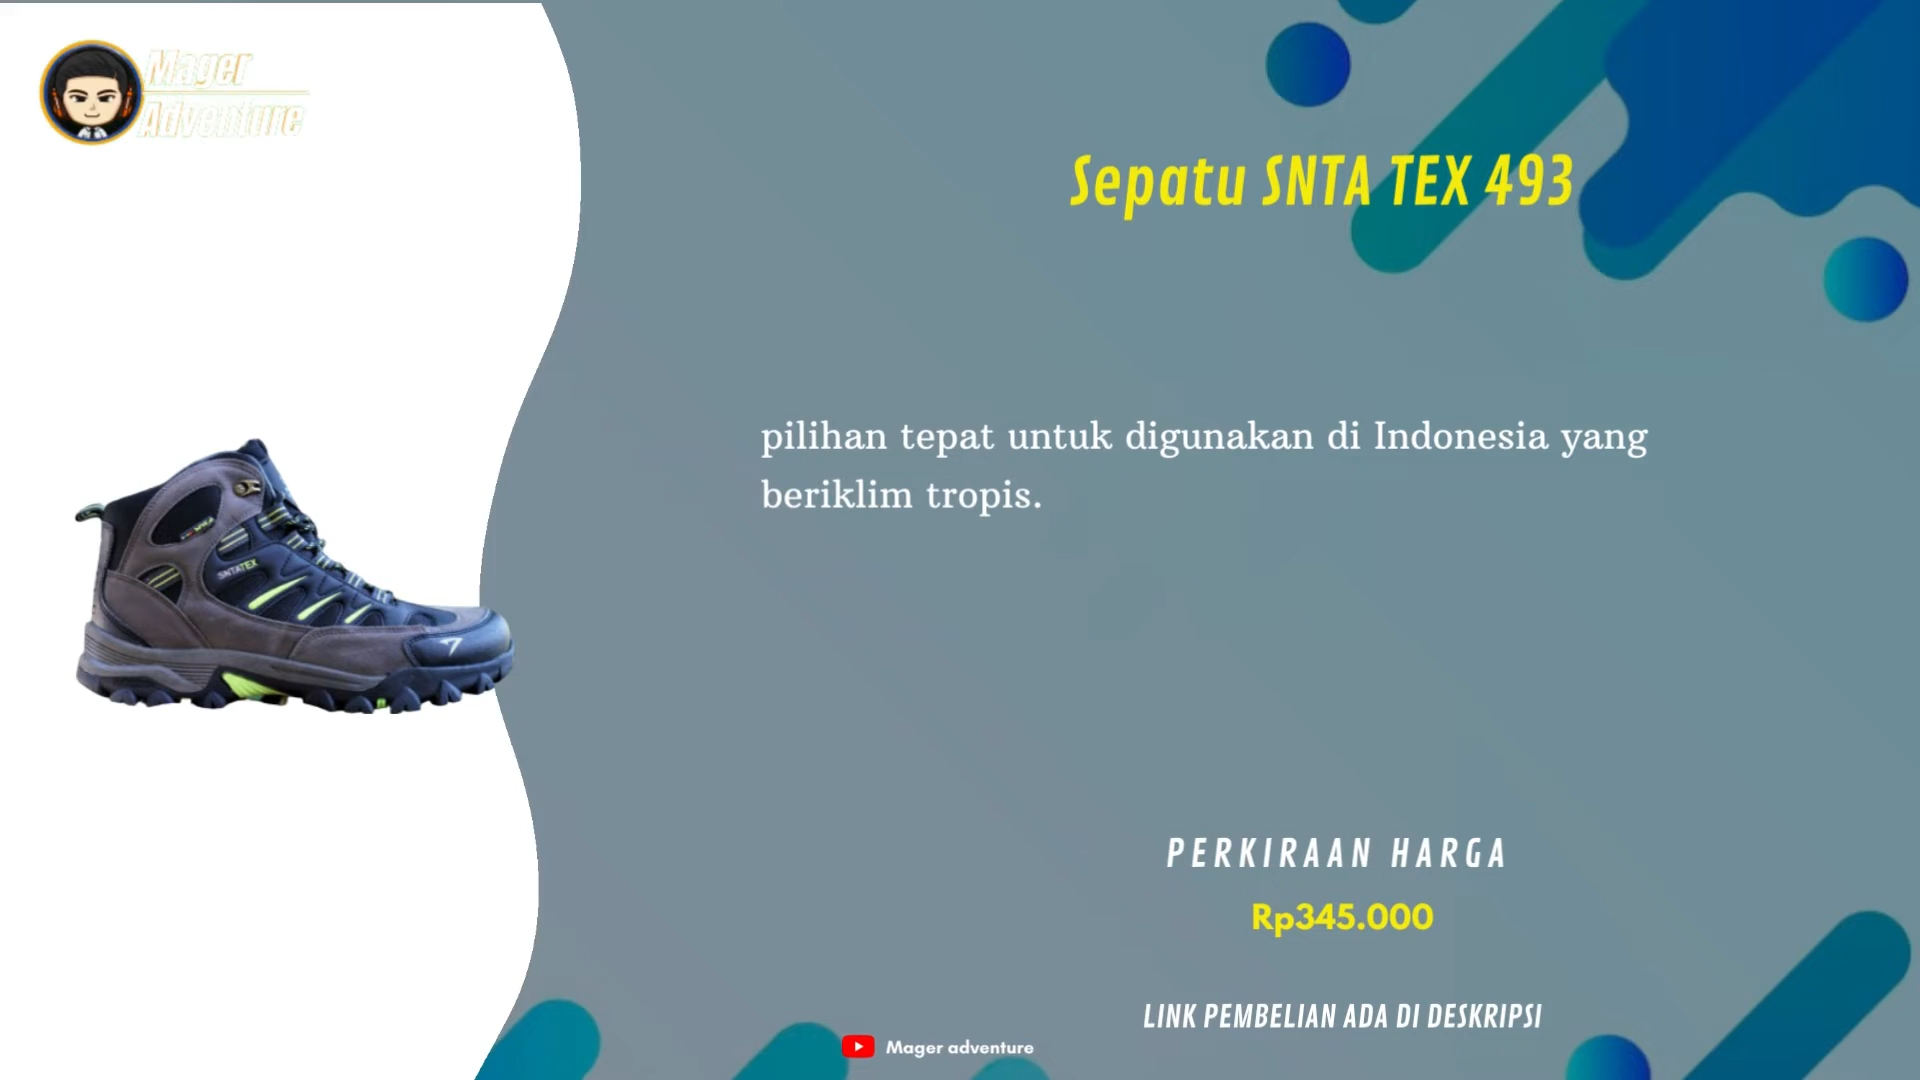 Mager
Adventure
Sepatu SNTA TEX 493
pilihan tepat untuk digunakan di Indonesia yang
beriklim tropis.
SNTATEX
PERKIRAAN HARGA
Rp345.000
LINK PEMBELIAN ADA DI DESKRIPSI
Mager adventure